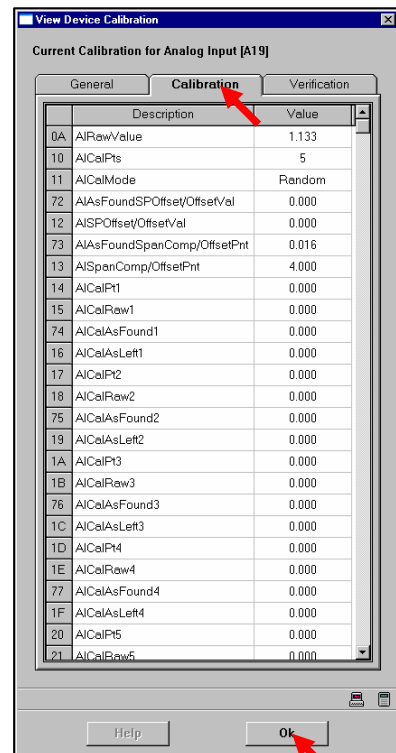 View Device Calibration
Current Calibration for Analog Input [A19]
General Calibration Verification
Description Value
0A AIRawValue 1.133
10 AICalPts 5
11 AICalMode Random
72 AIAsFoundSPOffset/OffsetVal 0.000
12 AISPOffset/OffsetVal 0.000
73 AIAsFoundSpanComp/OffsetPnt 0.016
13 AISpanComp/OffsetPnt 4.000
14 AICalPt1 0.000
15 AICalRaw1 0.000
74 AICalAsFound1 0.000
16 AICalAsLeft1 0.000
17 AICalPt2 0.000
18 AICalRaw2 0.000
75 AICalAsFound2 0.000
19 AICalAsLeft2 0.000
1A AICalPt3 0.000
1B AICalRaw3 0.000
76 AICalAsFound3 0.000
1C AICalAsLeft3 0.000
1D AICalPt4 0.000
1E AICalRaw4 0.000
77 AICalAsFound4 0.000
1F AICalAsLeft4 0.000
20 AICalPt5 0.000
21 AICalRaw5 0.000
Help Ok